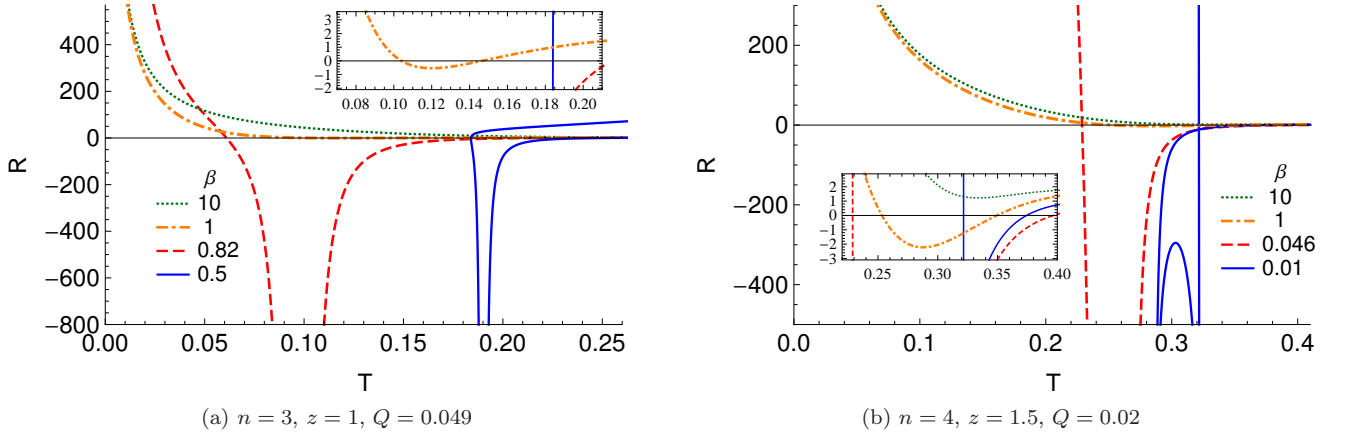 R
400
200
0
−200
−400
−600
−800
0.00 0.05 0.10 0.15 0.20 0.25
T
β
10
1
0.82
0.5
3
2
1
0
−1
−2
0.08 0.10 0.12 0.14 0.16 0.18 0.20
(a) n = 3, z = 1, Q = 0.049
R
200
0
−200
−400
0.0 0.1 0.2 0.3 0.4
T
2
1
0
−1
−2
−3
0.25 0.30 0.35 0.40
β
10
1
0.046
0.01
(b) n = 4, z = 1.5, Q = 0.02